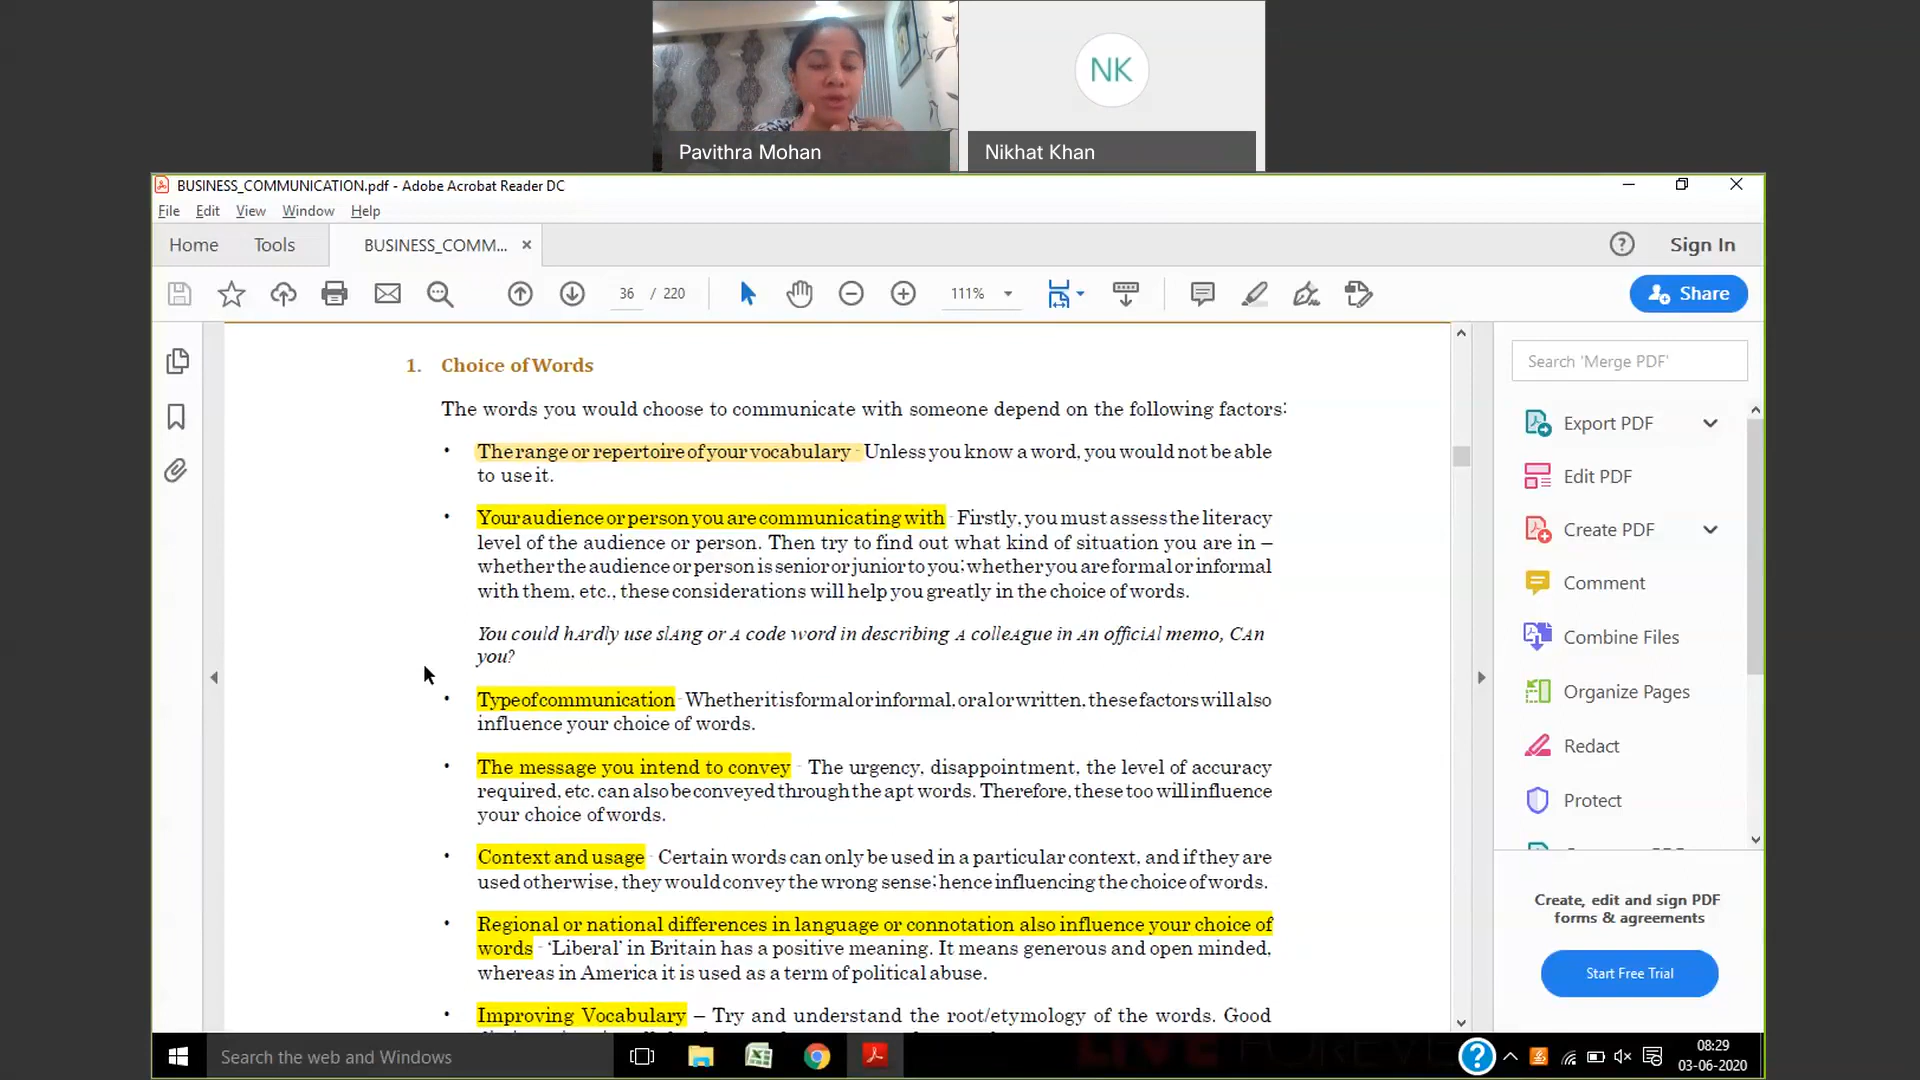 NK
Pavithra Mohan
Nikhat Khan
BUSINESS_COMMUNICATION.pdf - Adobe Acrobat Reader DC
File Edit View Window Help
Home Tools BUSINESS_COMM... × Sign In
36 / 220 111% Share
1. Choice of Words
The words you would choose to communicate with someone depend on the following factors:
• The range or repertoire of your vocabulary - Unless you know a word, you would not be able
to use it.
• Your audience or person you are communicating with - Firstly, you must assess the literacy
level of the audience or person. Then try to find out what kind of situation you are in –
whether the audience or person is senior or junior to you; whether you are formal or informal
with them, etc., these considerations will help you greatly in the choice of words.
You could hArdly use slAng or A code word in describing A colleAgue in An officiAl memo, CAn
you?
• Type of communication - Whether it is formal or informal, oral or written, these factors will also
influence your choice of words.
• The message you intend to convey - The urgency, disappointment, the level of accuracy
required, etc. can also be conveyed through the apt words. Therefore, these too will influence
your choice of words.
• Context and usage - Certain words can only be used in a particular context, and if they are
used otherwise, they would convey the wrong sense; hence influencing the choice of words.
• Regional or national differences in language or connotation also influence your choice of
words - ‘Liberal’ in Britain has a positive meaning. It means generous and open minded,
whereas in America it is used as a term of political abuse.
• Improving Vocabulary – Try and understand the root/etymology of the words. Good
Search 'Merge PDF'
Export PDF
Edit PDF
Create PDF
Comment
Combine Files
Organize Pages
Redact
Protect
Create, edit and sign PDF
forms & agreements
Start Free Trial
Search the web and Windows
08:29
03-06-2020